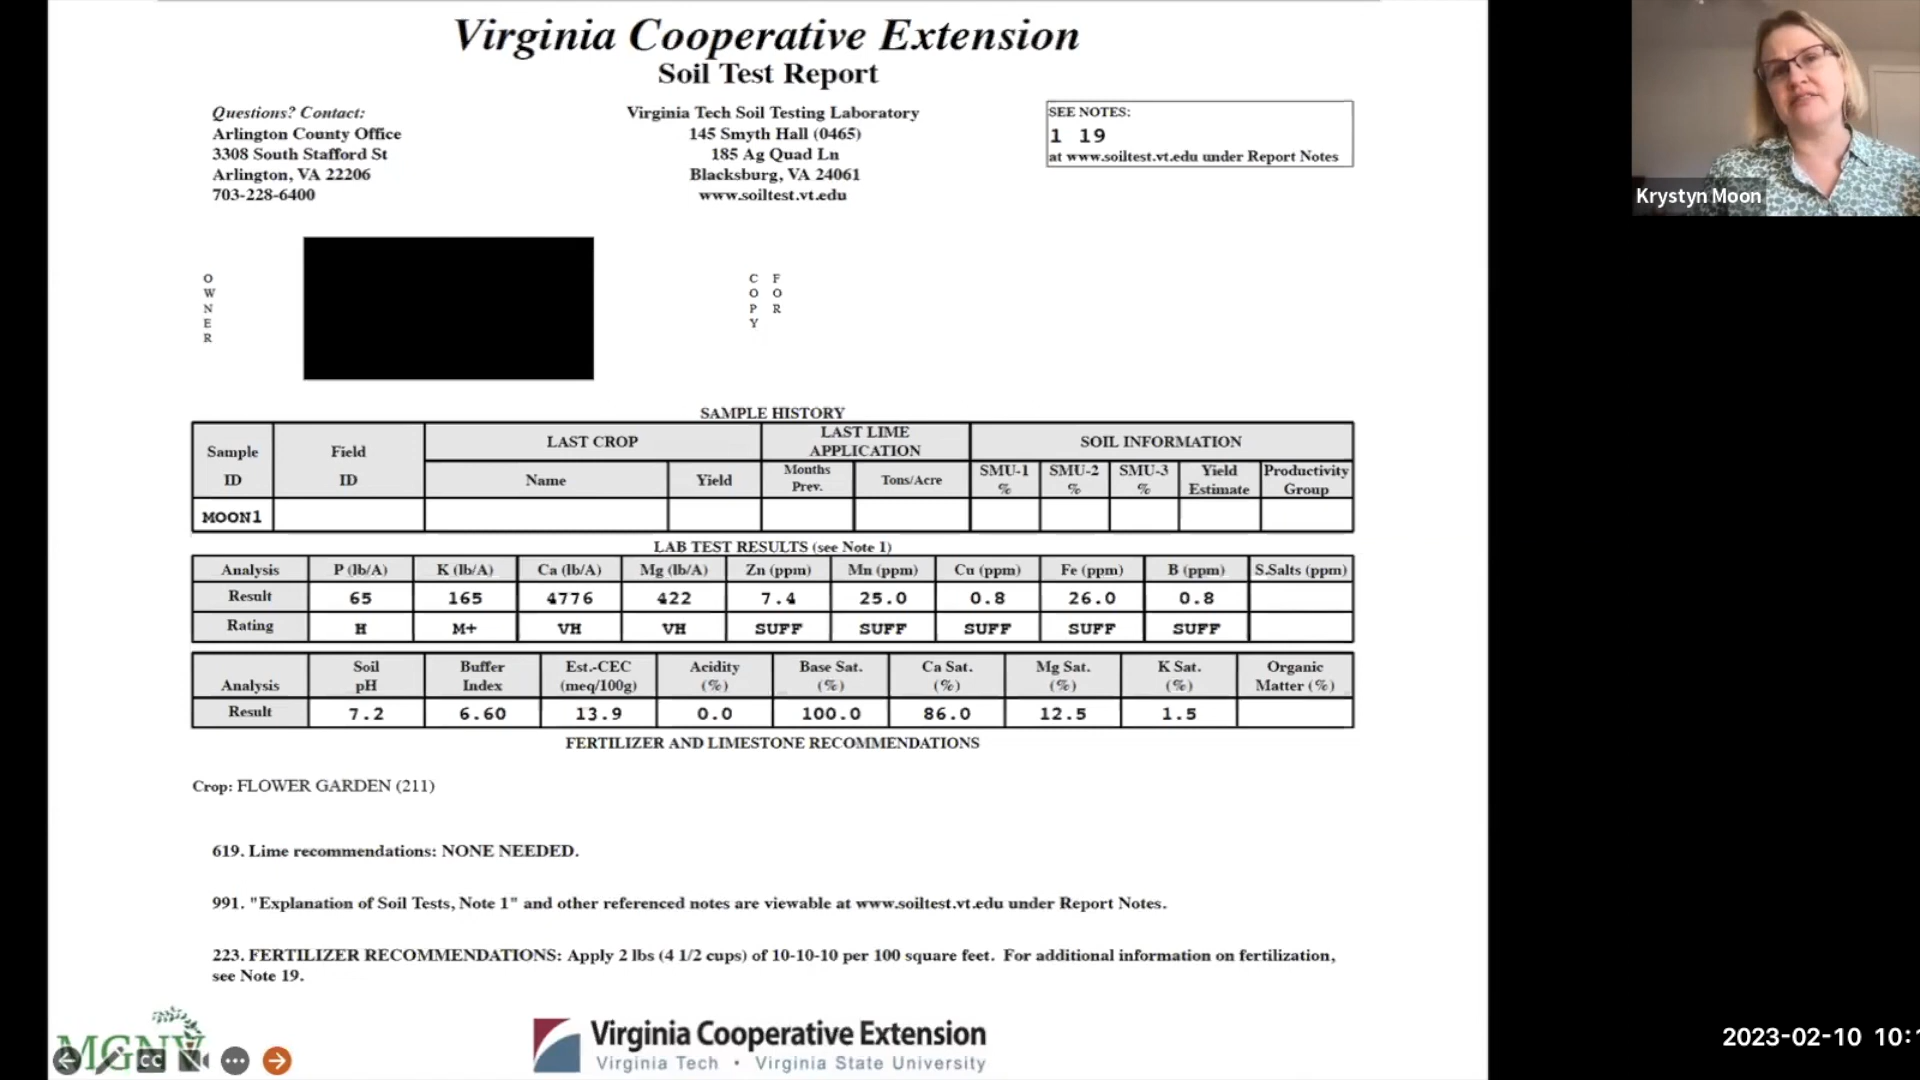 Virginia Cooperative Extension
Soil Test Report
Questions? Contact:
Arlington County Office
3308 South Stafford St
Arlington, VA 22206
703-228-6400
Virginia Tech Soil Testing Laboratory
145 Smyth Hall (0465)
185 Ag Quad Ln
Blacksburg, VA 24061
www.soiltest.vt.edu
SEE NOTES:
1 19
at www.soiltest.vt.edu under Report Notes
Krystyn Moon
OWNER
COPY FOR
SAMPLE HISTORY
Sample ID Field ID LAST CROP LAST LIME APPLICATION SOIL INFORMATION
Name Yield Months Prev. Tons/Acre SMU-1 % SMU-2 % SMU-3 % Yield Estimate Productivity Group
MOON1
LAB TEST RESULTS (see Note 1)
Analysis P (lb/A) K (lb/A) Ca (lb/A) Mg (lb/A) Zn (ppm) Mn (ppm) Cu (ppm) Fe (ppm) B (ppm) S.Salts (ppm)
Result 65 165 4776 422 7.4 25.0 0.8 26.0 0.8
Rating H M+ VH VH SUFF SUFF SUFF SUFF SUFF
Analysis Soil pH Buffer Index Est.-CEC (meq/100g) Acidity (%) Base Sat. (%) Ca Sat. (%) Mg Sat. (%) K Sat. (%) Organic Matter (%)
Result 7.2 6.60 13.9 0.0 100.0 86.0 12.5 1.5
FERTILIZER AND LIMESTONE RECOMMENDATIONS
Crop: FLOWER GARDEN (211)
619. Lime recommendations: NONE NEEDED.
991. "Explanation of Soil Tests, Note 1" and other referenced notes are viewable at www.soiltest.vt.edu under Report Notes.
223. FERTILIZER RECOMMENDATIONS: Apply 2 lbs (4 1/2 cups) of 10-10-10 per 100 square feet. For additional information on fertilization,
see Note 19.
MGNV
CC
Virginia Cooperative Extension
Virginia Tech • Virginia State University
2023-02-10 10: